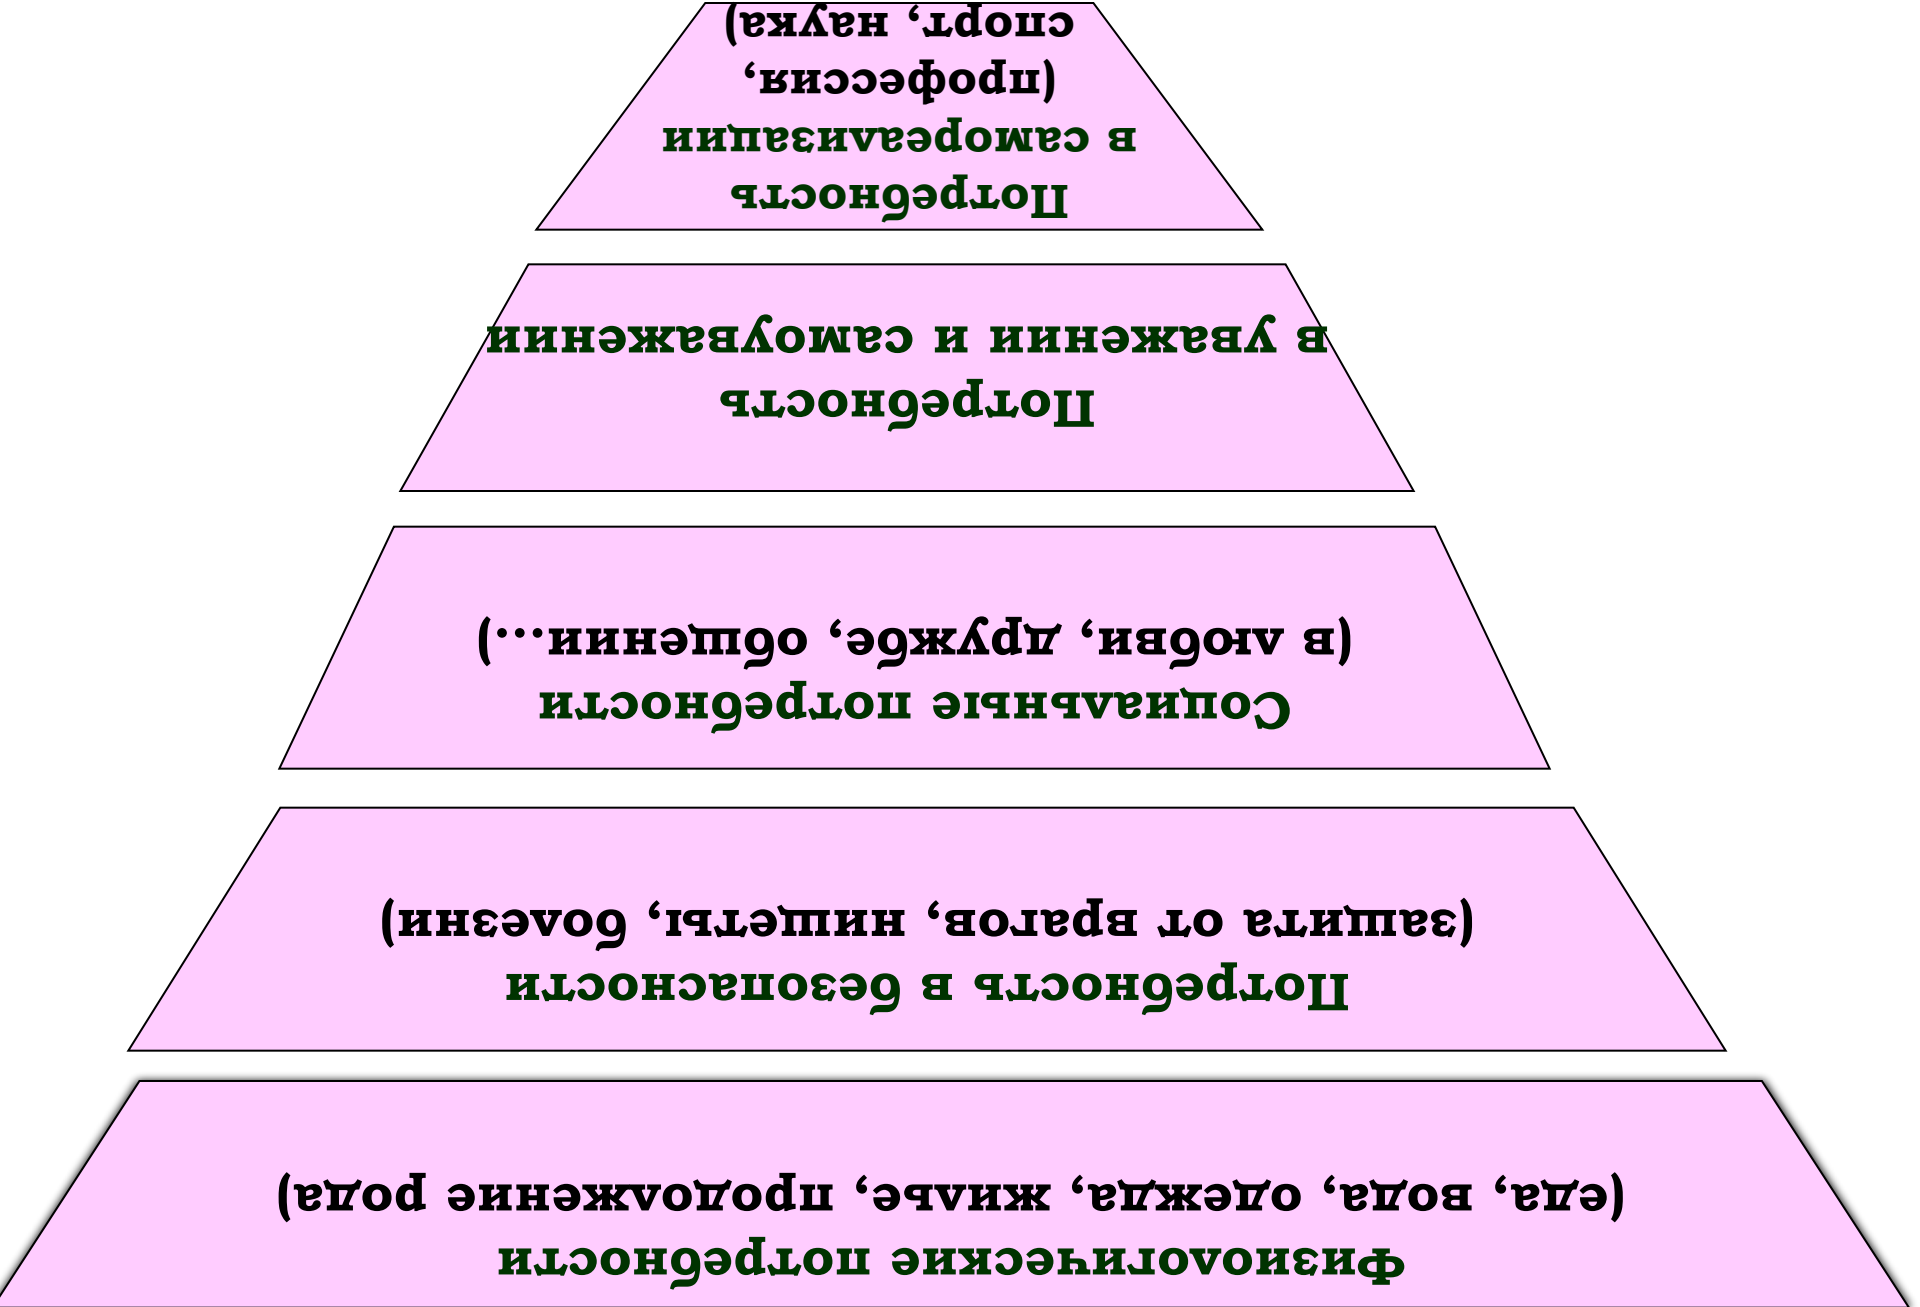 Потребность
в самореализации
(профессия,
спорт, наука)
Потребность
в уважении и самоуважении
Социальные потребности
(в любви, дружбе, общении...)
Потребность в безопасности
(защита от врагов, нищеты, болезни)
Физиологические потребности
(еда, вода, одежда, жилье, продолжение рода)